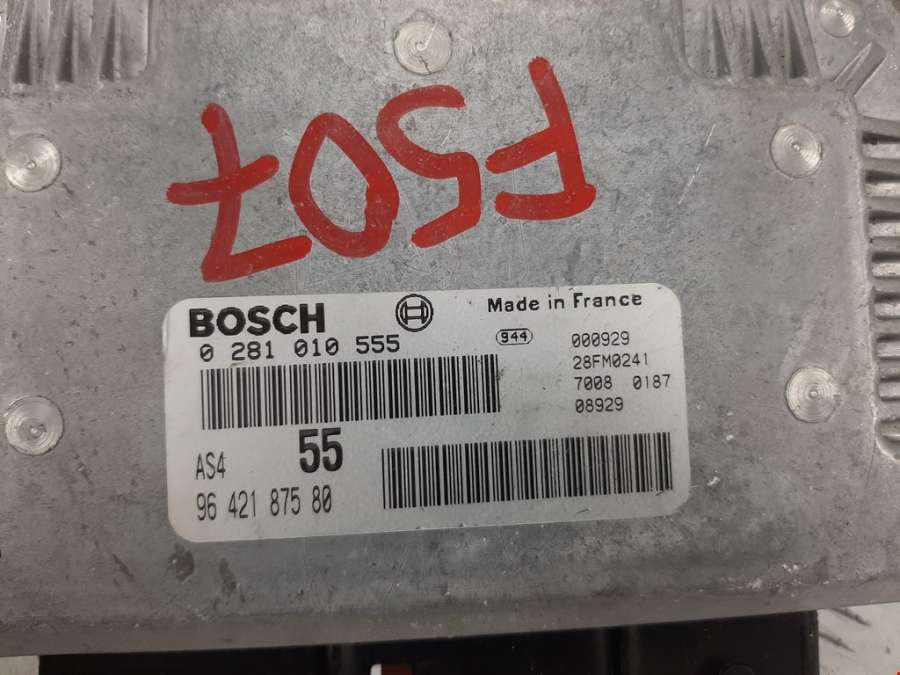 F507
BOSCH
Made in France
0 281 010 555
944
000929
28FM0241
7008 0187
08929
AS4
55
96 421 875 80